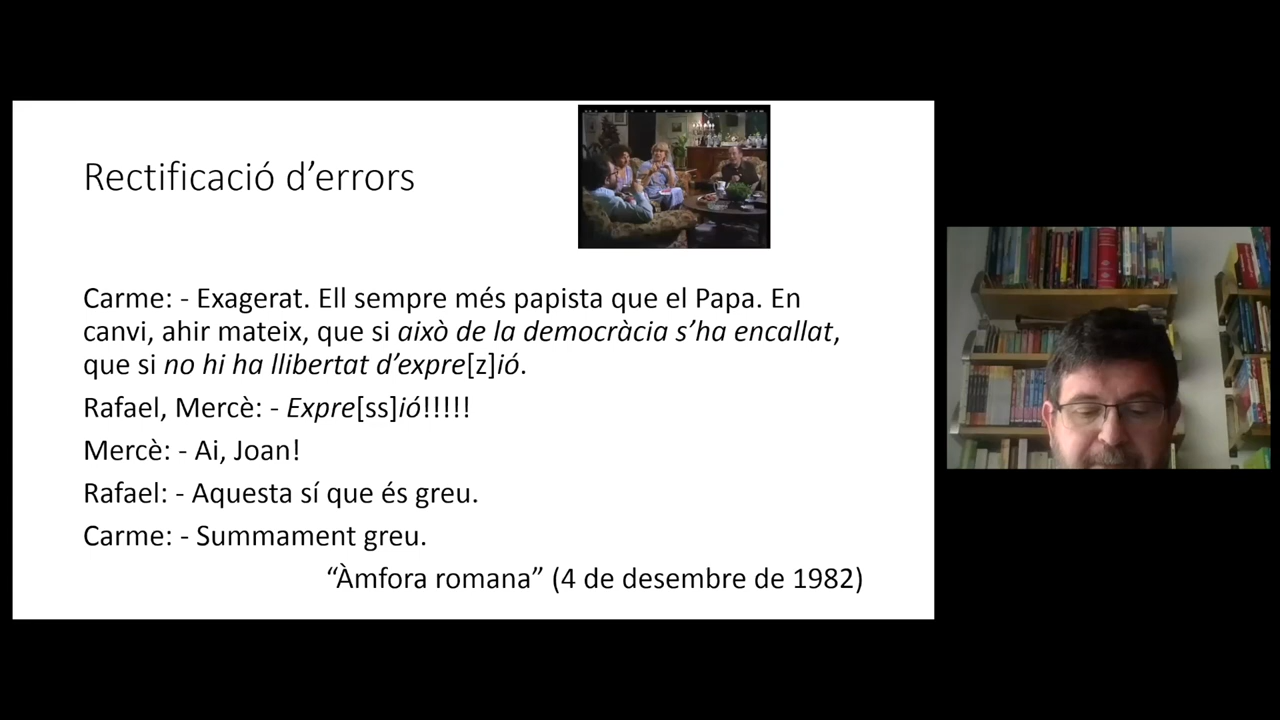 Rectificació d’errors
Carme: - Exagerat. Ell sempre més papista que el Papa. En
canvi, ahir mateix, que si això de la democràcia s’ha encallat,
que si no hi ha llibertat d’expre[z]ió.
Rafael, Mercè: - Expre[ss]ió!!!!!
Mercè: - Ai, Joan!
Rafael: - Aquesta sí que és greu.
Carme: - Summament greu.
“Àmfora romana” (4 de desembre de 1982)